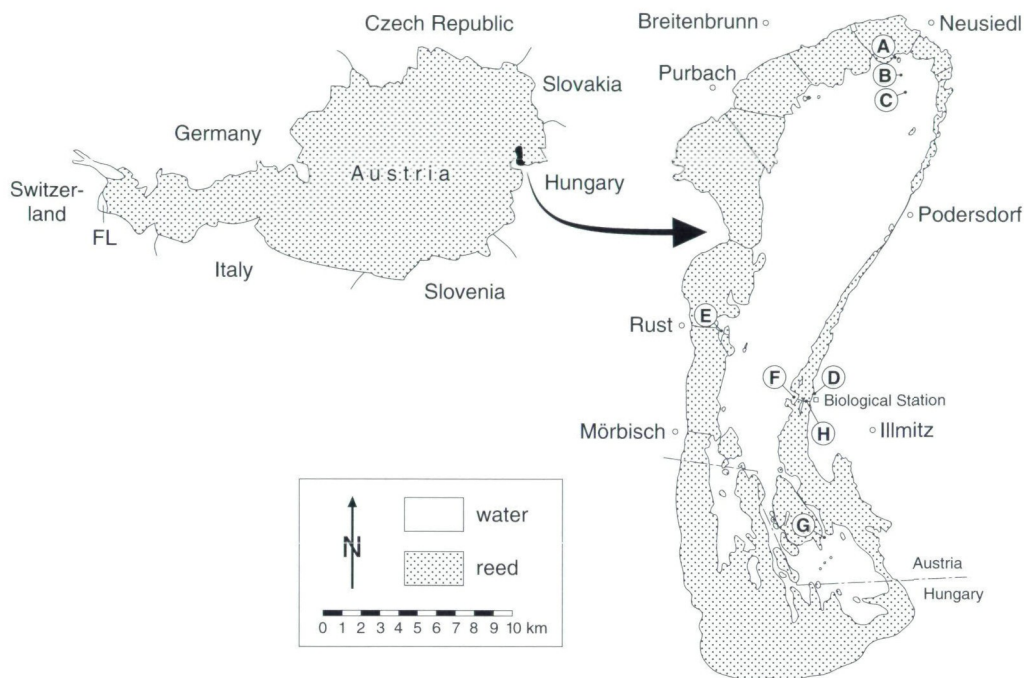 Czech Republic
Slovakia
Germany
Austria
Switzer-
land
FL
Hungary
Italy
Slovenia
Breitenbrunn
Neusiedl
A
Purbach
B
C
Podersdorf
E
Rust
F
D
Biological Station
H
Mörbisch
Illmitz
G
Austria
Hungary
N
water
reed
0 1 2 3 4 5 6 7 8 9 10 km